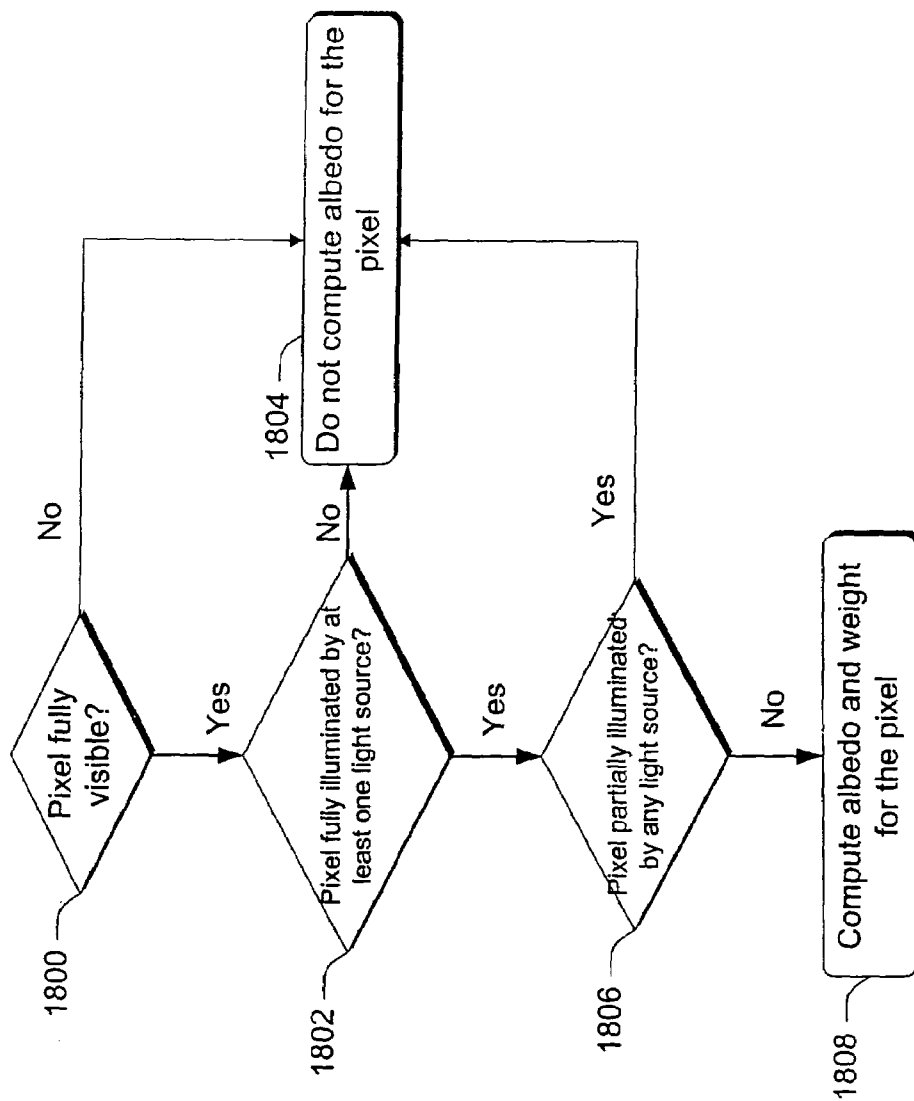 1800
Pixel fully
visible?
No
Yes
1802
Pixel fully illuminated by at
least one light source?
No
1804
Do not compute albedo for the
pixel
Yes
1806
Pixel partially illuminated
by any light source?
Yes
No
1808
Compute albedo and weight
for the pixel